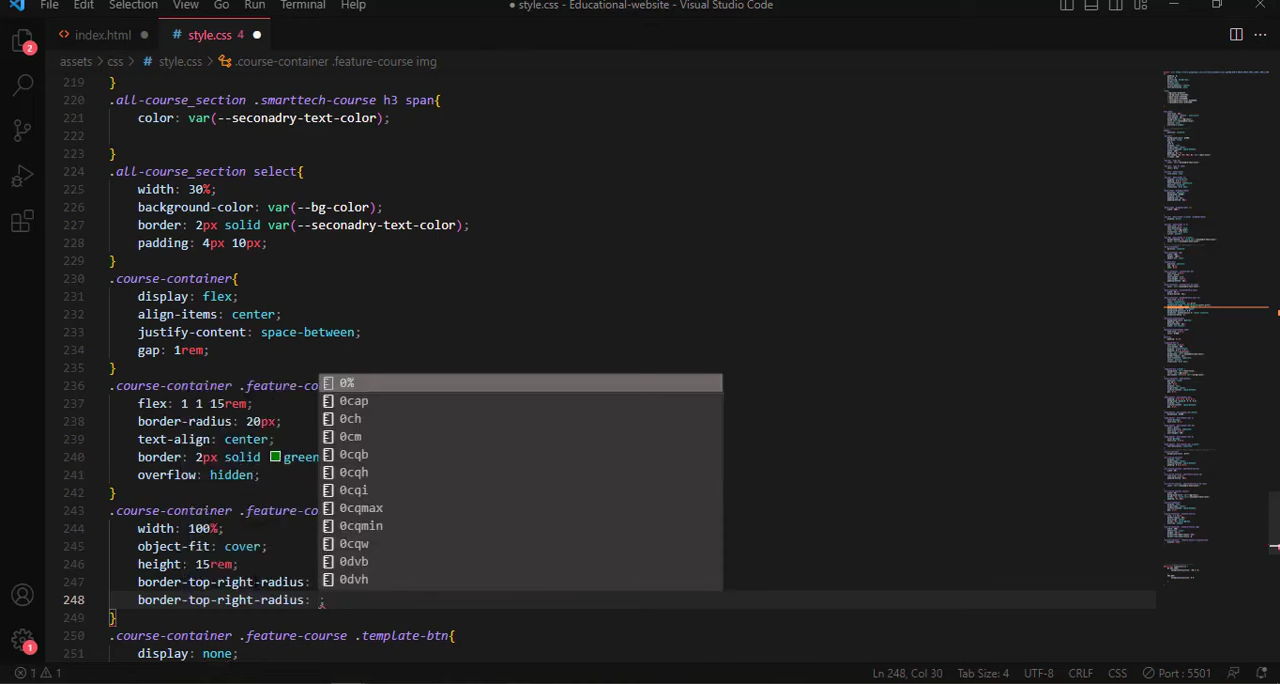 File Edit Selection View Go Run Terminal Help ● style.css - Educational-website - Visual Studio Code
index.html # style.css 4
assets > css > # style.css > .course-container .feature-course img
219 }
220 .all-course_section .smarttech-course h3 span{
221 color: var(--seconadry-text-color);
222
223 }
224 .all-course_section select{
225 width: 30%;
226 background-color: var(--bg-color);
227 border: 2px solid var(--seconadry-text-color);
228 padding: 4px 10px;
229 }
230 .course-container{
231 display: flex;
232 align-items: center;
233 justify-content: space-between;
234 gap: 1rem;
235 }
236 .course-container .feature-co
237 flex: 1 1 15rem;
238 border-radius: 20px;
239 text-align: center;
240 border: 2px solid green
241 overflow: hidden;
242 }
243 .course-container .feature-co
244 width: 100%;
245 object-fit: cover;
246 height: 15rem;
247 border-top-right-radius:
248 border-top-right-radius: ;
249 }
250 .course-container .feature-course .template-btn{
251 display: none;
0%
0cap
0ch
0cm
0cqb
0cqh
0cqi
0cqmax
0cqmin
0cqw
0dvb
0dvh
2
1
1 1 Ln 248, Col 30 Tab Size: 4 UTF-8 CRLF CSS Port : 5501